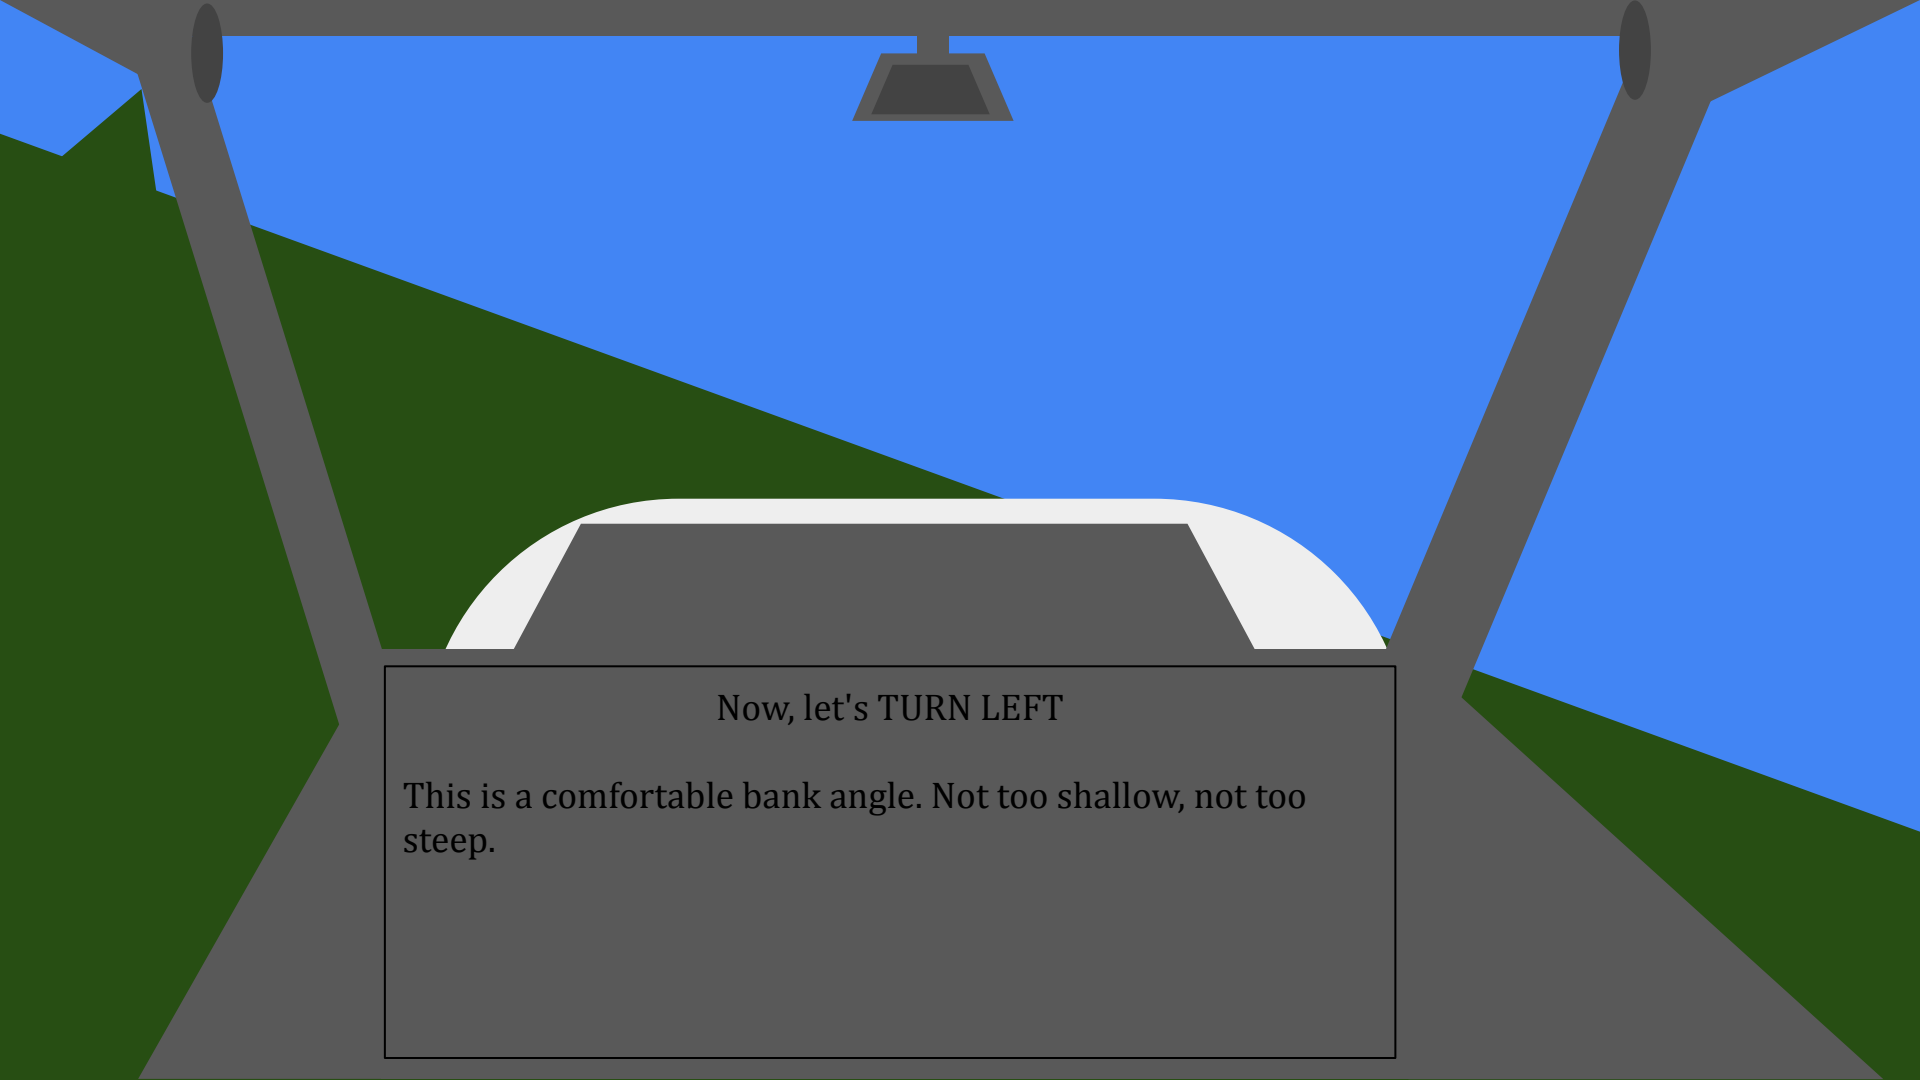 Now, let's TURN LEFT
This is a comfortable bank angle. Not too shallow, not too
steep.